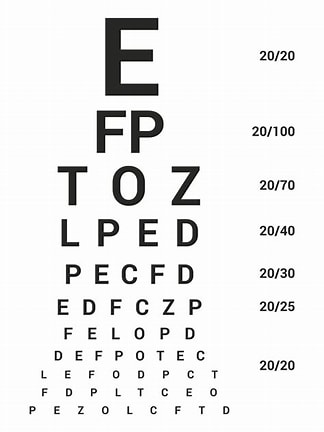 E 20/20
FP 20/100
T O Z 20/70
L P E D 20/40
P E C F D 20/30
E D F C Z P 20/25
F E L O P D
D E F P O T E C 20/20
L E F O D P C T
F D P L T C E O
P E Z O L C F T D